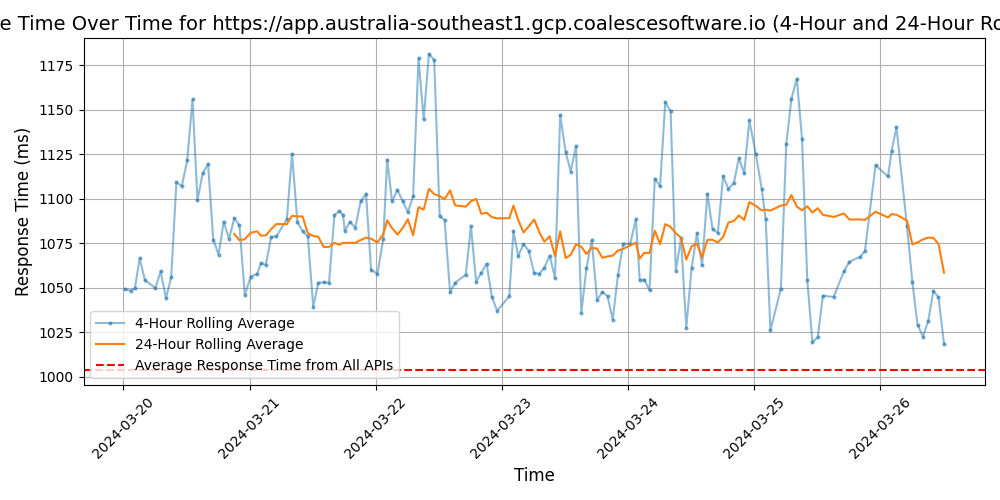 e Time Over Time for https://app.australia-southeast1.gcp.coalescesoftware.io (4-Hour and 24-Hour Ro
Response Time (ms)
1175
1150
1125
1100
1075
1050
1025
1000
4-Hour Rolling Average
24-Hour Rolling Average
Average Response Time from All APIs
2024-03-20
2024-03-21
2024-03-22
2024-03-23
2024-03-24
2024-03-25
2024-03-26
Time